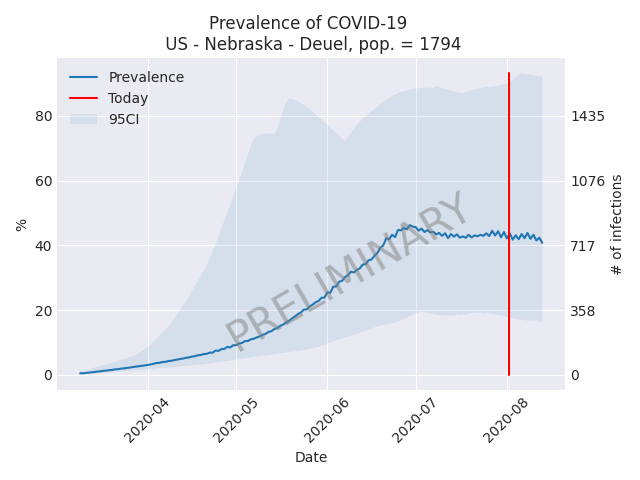 Prevalence of COVID-19
US - Nebraska - Deuel, pop. = 1794
Prevalence
Today
95CI
PRELIMINARY
%
80
60
40
20
0
1435
1076
717
358
0
# of infections
2020-04
2020-05
2020-06
2020-07
2020-08
Date